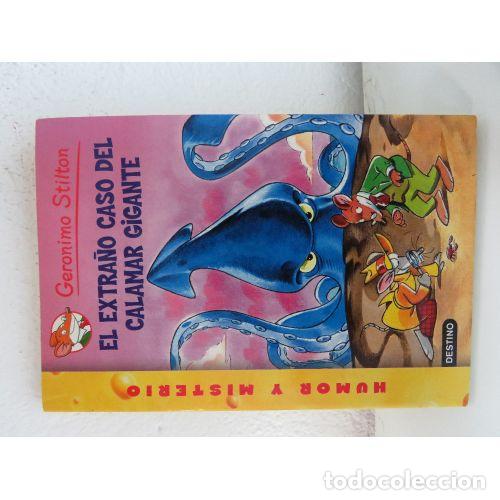 Geronimo Stilton
EL EXTRAÑO CASO DEL
CALAMAR GIGANTE
HUMOR Y MISTERIO
DESTINO
todocoleccion